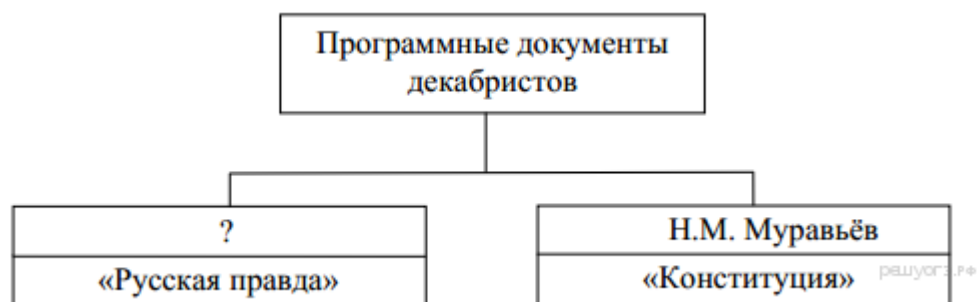 Программные документы
декабристов
?
Н.М. Муравьёв
«Русская правда»
«Конституция»
решуогэ.рф